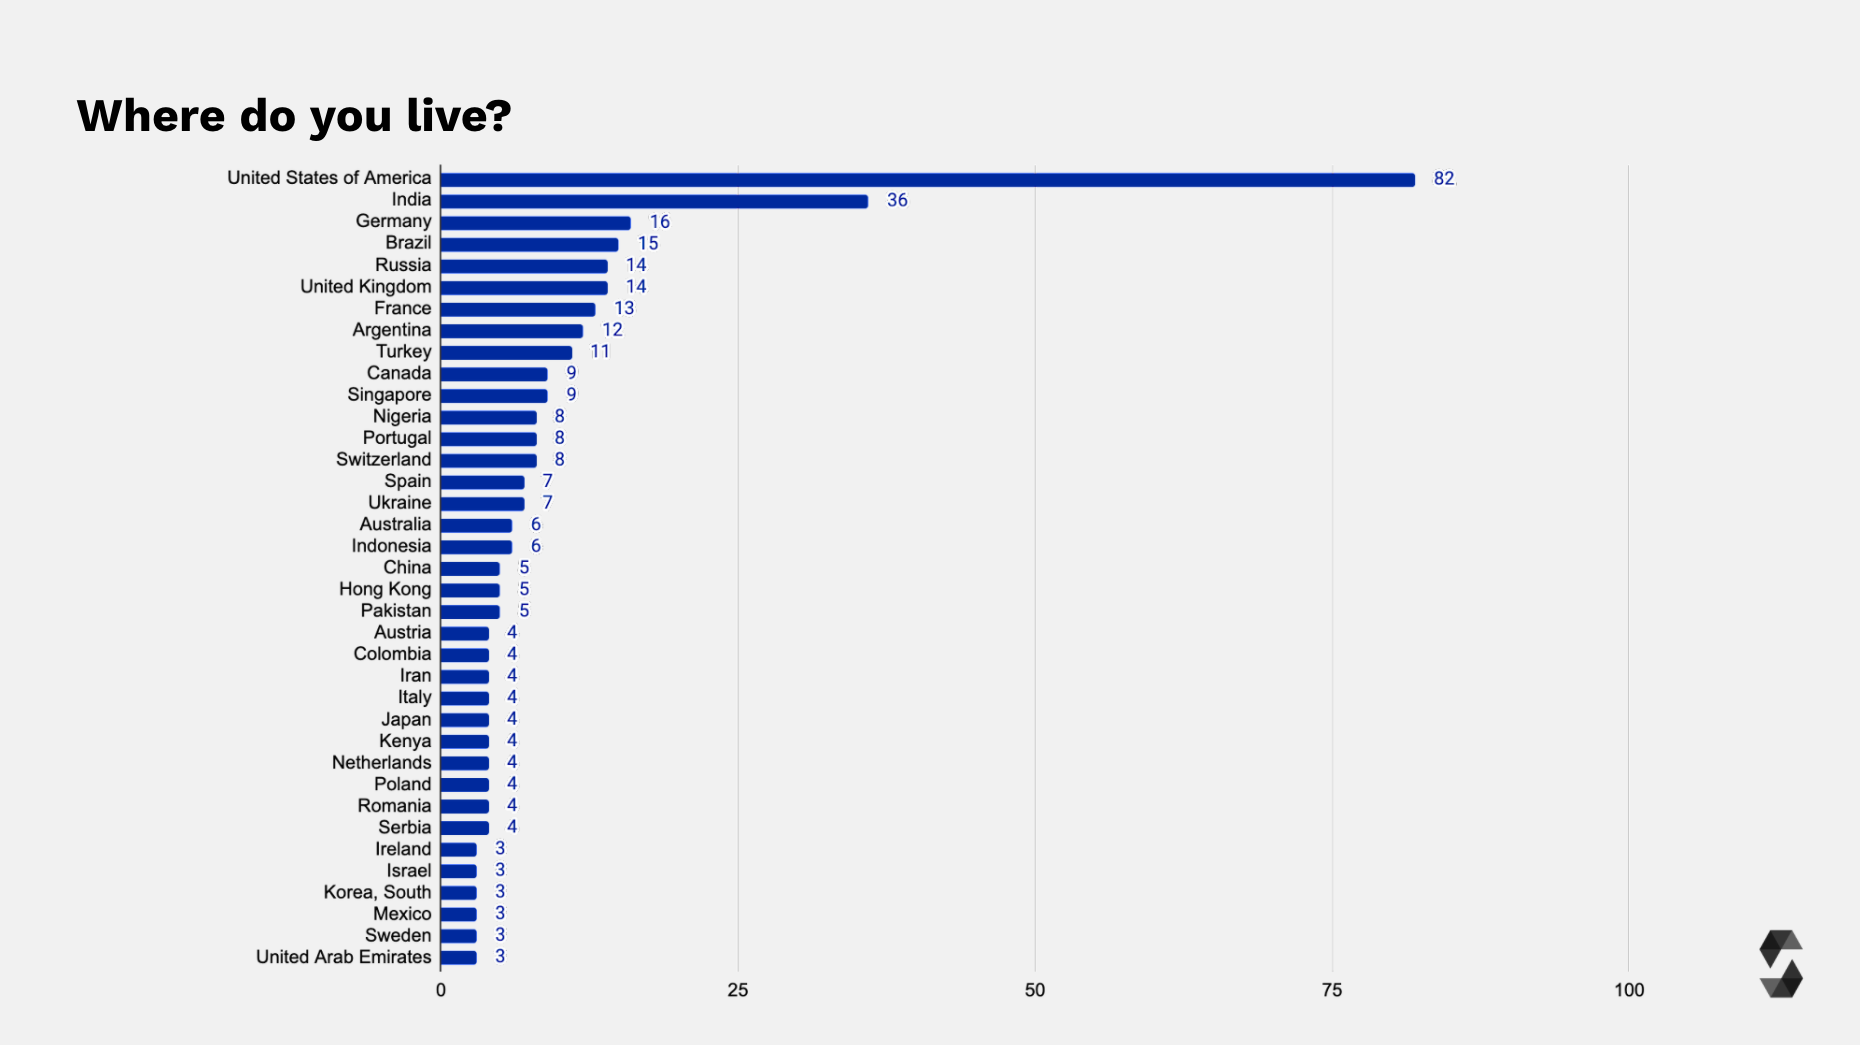 Where do you live?
United States of America 82
India 36
Germany 16
Brazil 15
Russia 14
United Kingdom 14
France 13
Argentina 12
Turkey 11
Canada 9
Singapore 9
Nigeria 8
Portugal 8
Switzerland 8
Spain 7
Ukraine 7
Australia 6
Indonesia 6
China 5
Hong Kong 5
Pakistan 5
Austria 4
Colombia 4
Iran 4
Italy 4
Japan 4
Kenya 4
Netherlands 4
Poland 4
Romania 4
Serbia 4
Ireland 3
Israel 3
Korea, South 3
Mexico 3
Sweden 3
United Arab Emirates 3
0 25 50 75 100